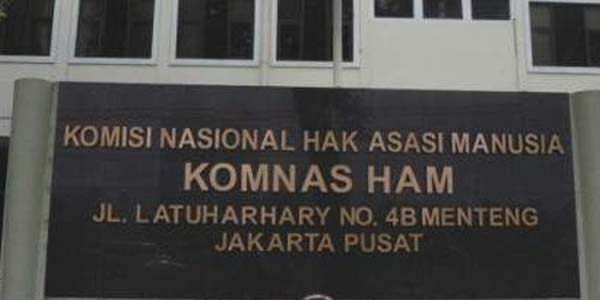 KOMISI NASIONAL HAK ASASI MANUSIA
KOMNAS HAM
JL. LATUHARHARY NO. 4B MENTENG
JAKARTA PUSAT